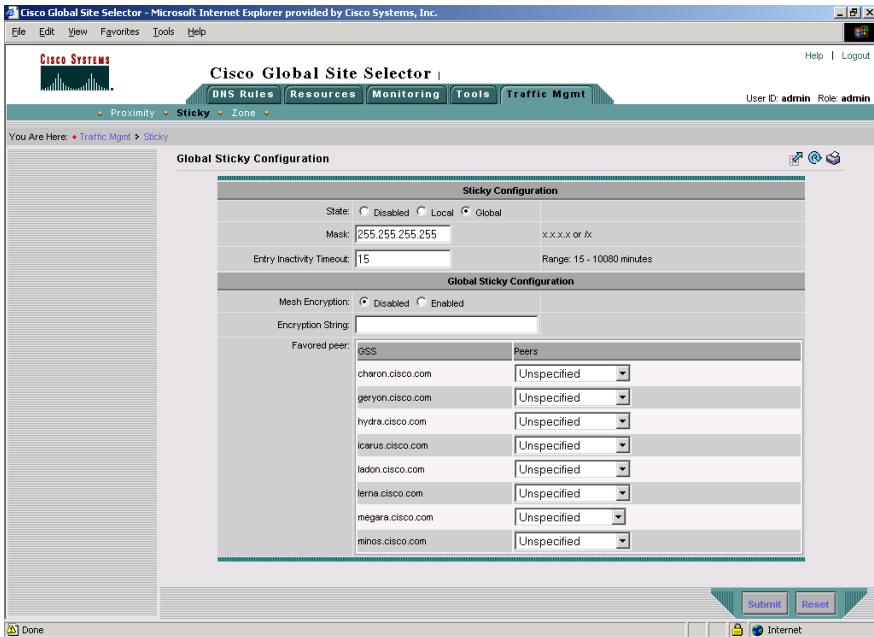 Cisco Global Site Selector - Microsoft Internet Explorer provided by Cisco Systems, Inc.
File Edit View Favorites Tools Help
CISCO SYSTEMS
Help | Logout
Cisco Global Site Selector |
DNS Rules Resources Monitoring Tools Traffic Mgmt
User ID: admin Role: admin
Proximity Sticky Zone
You Are Here: Traffic Mgmt > Sticky
Global Sticky Configuration
Sticky Configuration
State: Disabled Local Global
Mask: 255.255.255.255 x.x.x.x or /x
Entry Inactivity Timeout: 15 Range: 15 - 10080 minutes
Global Sticky Configuration
Mesh Encryption: Disabled Enabled
Encryption String:
Favored peer: GSS Peers
charon.cisco.com Unspecified
geryon.cisco.com Unspecified
hydra.cisco.com Unspecified
icarus.cisco.com Unspecified
ladon.cisco.com Unspecified
lerna.cisco.com Unspecified
megara.cisco.com Unspecified
minos.cisco.com Unspecified
Submit Reset
Done Internet